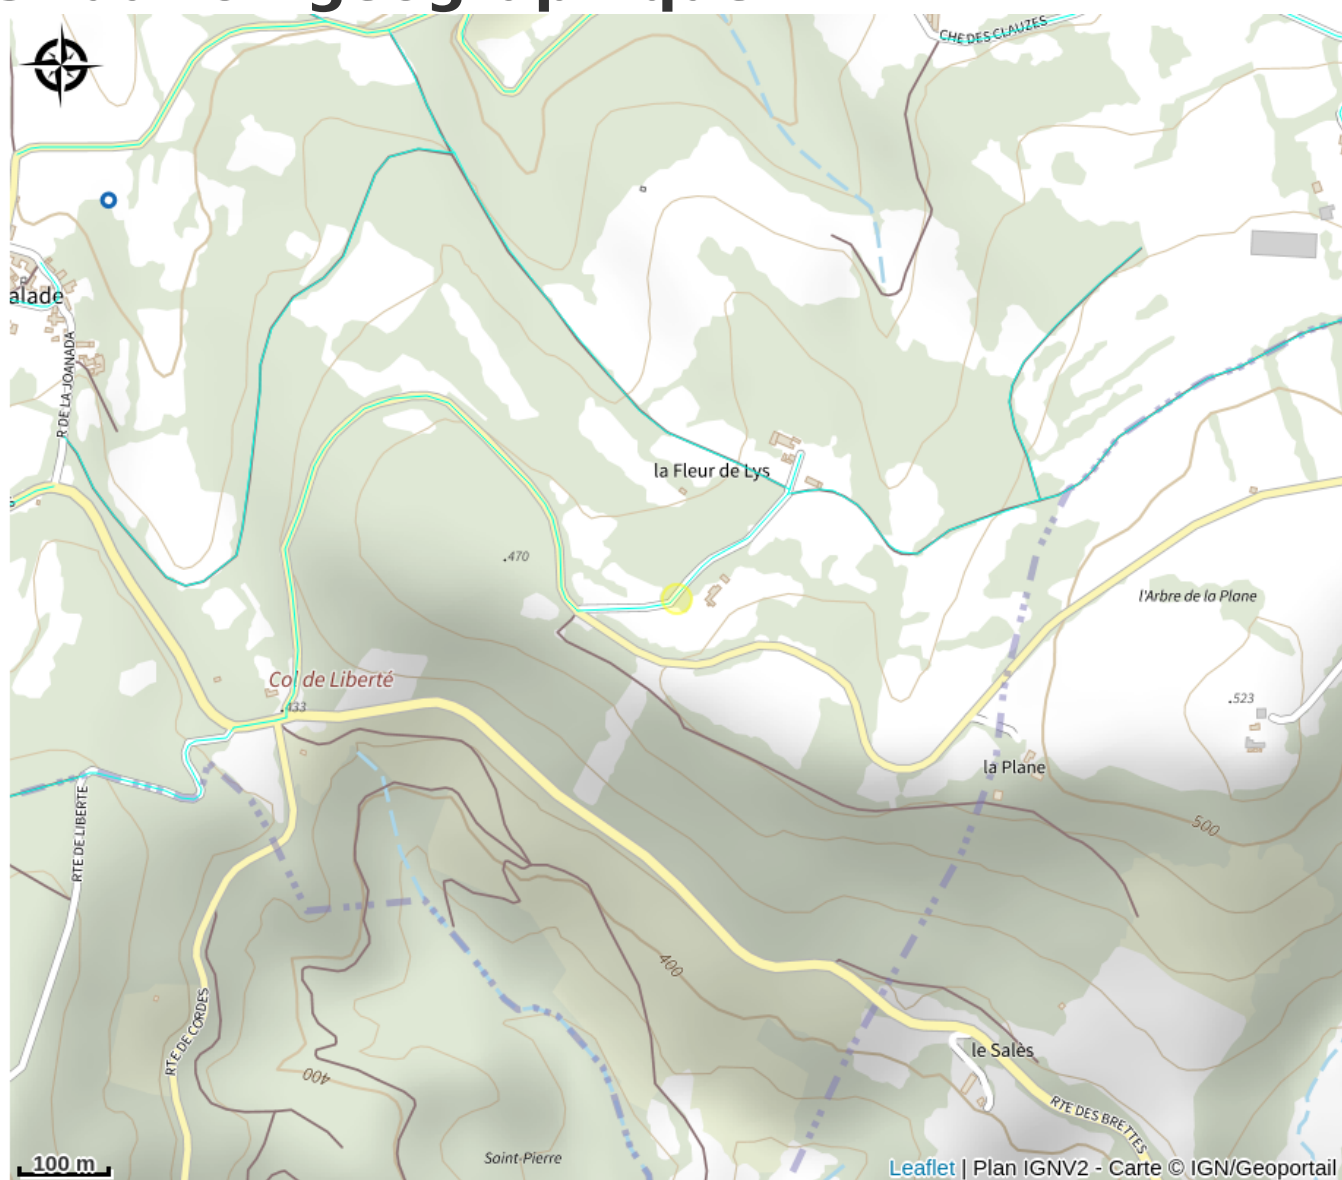 CHE DES CLAUZES
alade
R DE LA JOANADA
la Fleur de Lys
.470
l'Arbre de la Plane
Col de Liberté
.433
.523
la Plane
500
RTE DE LIBERTE
400
RTE DE CORDES
le Salès
400
RTE DES BRETTES
Saint-Pierre
100 m
Leaflet | Plan IGNV2 - Carte © IGN/Geoportail